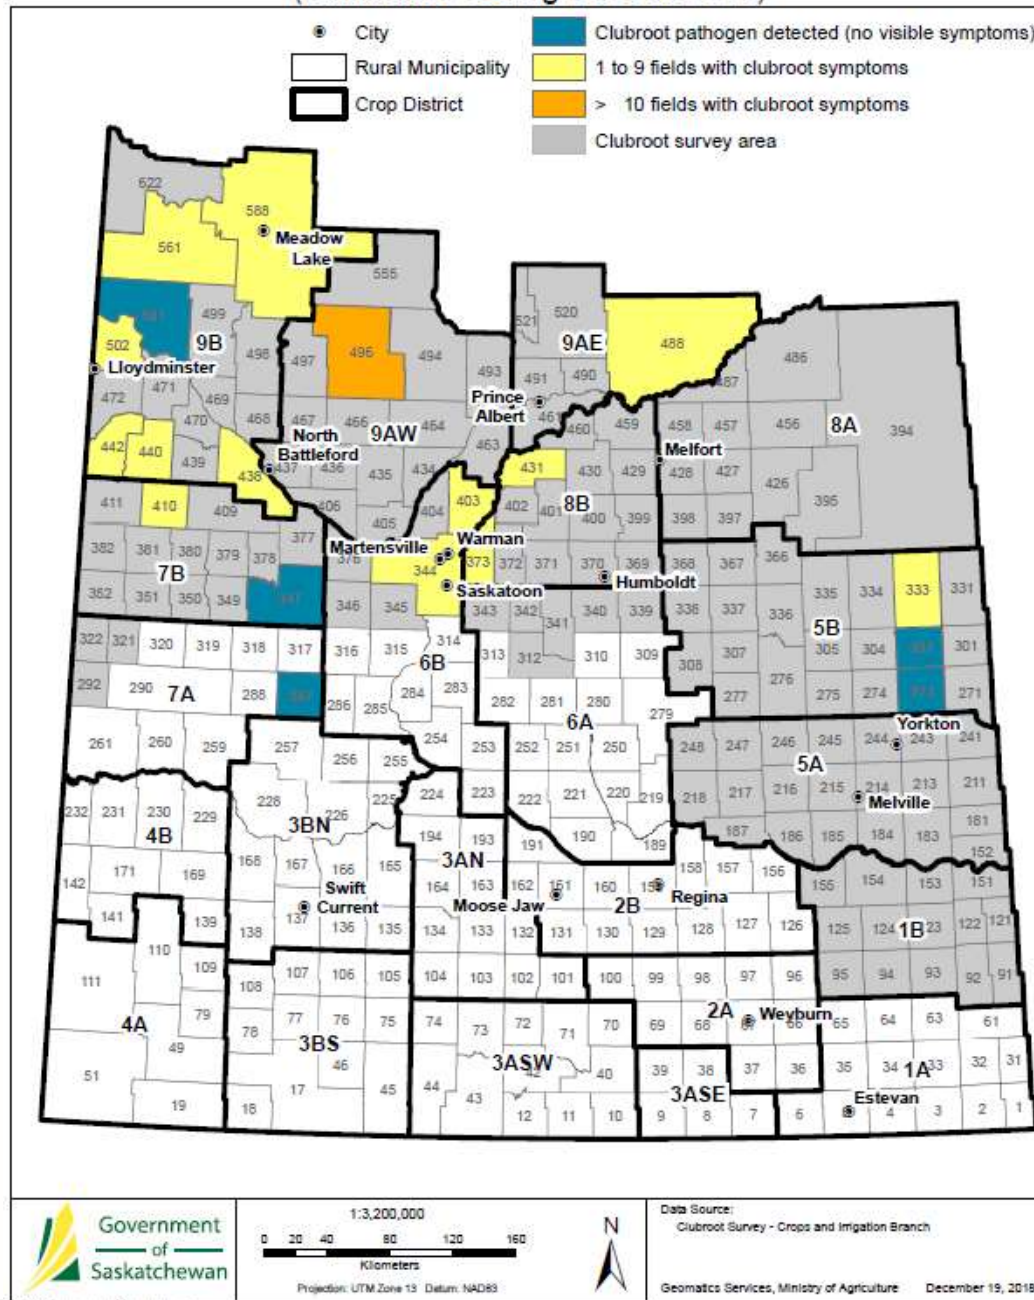 City
Rural Municipality
Crop District
Clubroot pathogen detected (no visible symptoms)
1 to 9 fields with clubroot symptoms
> 10 fields with clubroot symptoms
Clubroot survey area
622
588
Meadow
Lake
561
555
499
9B
502
498
Lloydminster
472 471 469
470 468
442 440 439 438
520
521
9AE
488
497 496 494 493
491 490
Prince
Albert
486
487
467 466 464
9AW
463
North
Battleford
437 436 435 434
461 460 459
458 457 456
8A
394
Melfort
431 430 429 428 427 426
395
411 410 409
406 405 404 403
402 401 400 399 398 397
8B
382 381 380 379 378 377
7B
Martensville
Warman
376 344 373 372 371 370 369
Saskatoon
Humboldt
368 367 366
352 351 350 349
346 345
343 342 341 340 339
338 337 336 335 334 333 331
5B
322 321 320 319 318 317
316 315 314
6B
313 312 310 309
308 307 305 304 301
292 290 288
7A
286 285 284 283
282 281 280 279
6A
277 276 275 274 271
Yorkton
261 260 259
257 256 255 254 253
252 251 250
248 247 246 245 244 243 241
5A
232 231 230 229
4B
228 226 225
3BN
224 223 222 221 220 219
218 217 216 215 214 213 211
Melville
194 193 191 190 189
3AN
187 186 185 184 183 181
171 169
168 167 166 165
164 163 162 161 160
158 157 156 155 154 153 152 151
142 141 139
Swift
Current
138 137 136 135
Moose Jaw
2B
Regina
134 133 132 131 130 129 128 127 126
125 124 122 121
1B
111 110 109 108 107 106 105
104 103 102 101 100 99 98 97 96
95 94 93 92 91
4A
79 78 77 76 75
3BS
74 73 72 71 70
2A
Weyburn
69 65 64 63 61
3ASW
51 49 46 45 44 43 40
39 38 37 36 35 34 33 32 31
3ASE
1A
Estevan
19 18 17 12 11 10 9 8 7 6 4 3 2 1
Government
of
Saskatchewan
1:3,200,000
0 20 40 80 120 160
Kilometers
Projection: UTM Zone 13 Datum: NAD83
N
Data Source:
Clubroot Survey - Crops and Irrigation Branch
Geomatics Services, Ministry of Agriculture December 19, 2018